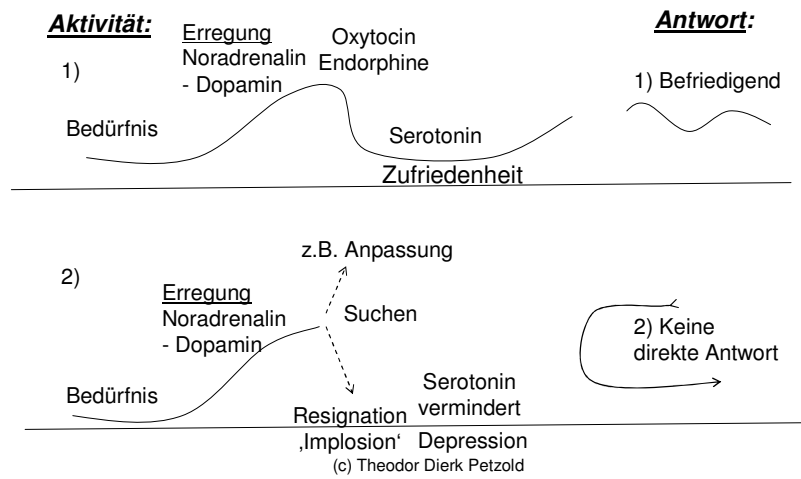 Aktivität:
Antwort:
1)
Erregung
Noradrenalin
- Dopamin
Oxytocin
Endorphine
1) Befriedigend
Bedürfnis
Serotonin
Zufriedenheit
2)
z.B. Anpassung
Erregung
Noradrenalin
- Dopamin
Suchen
2) Keine
direkte Antwort
Bedürfnis
Resignation
‚Implosion‘
Serotonin
vermindert
Depression
(c) Theodor Dierk Petzold